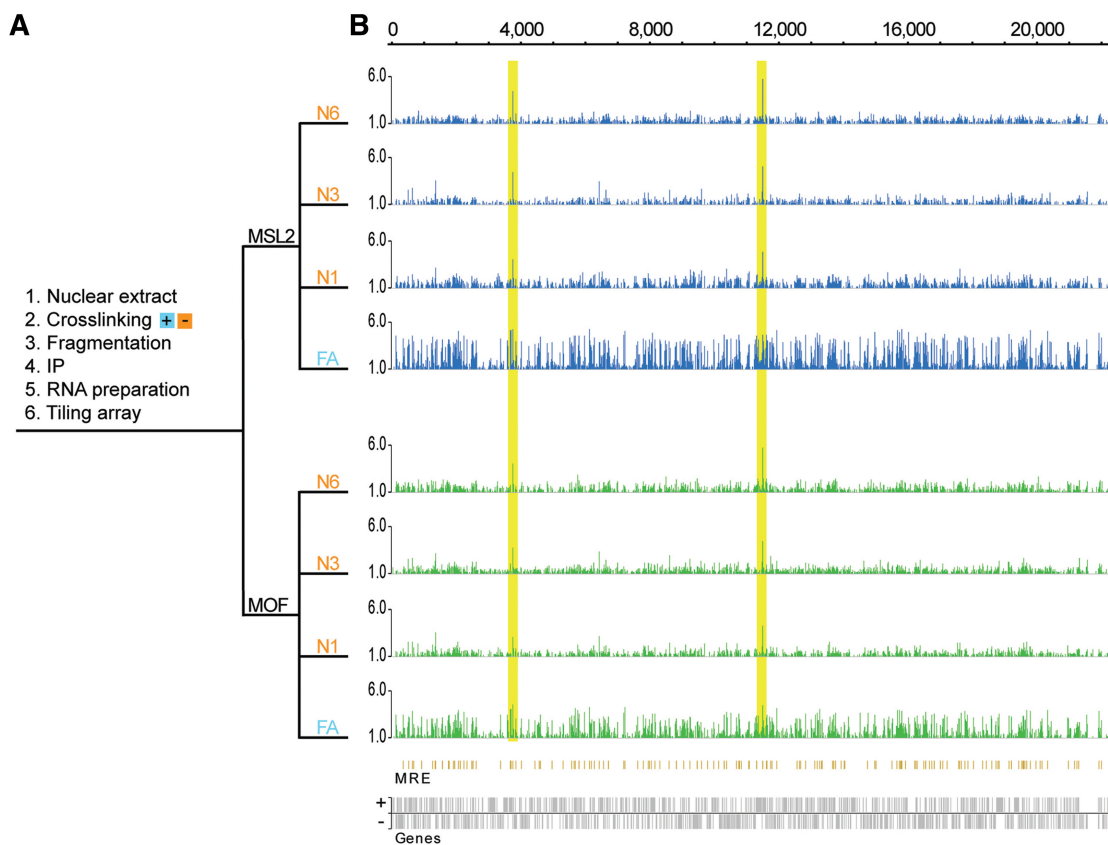 A
B
0 4,000 8,000 12,000 16,000 20,000
6.0
N6
1.0
6.0
N3
1.0
MSL2
6.0
N1
1.0
1. Nuclear extract
2. Crosslinking + -
3. Fragmentation
4. IP
5. RNA preparation
6. Tiling array
6.0
FA
1.0
6.0
N6
1.0
6.0
N3
1.0
MOF
6.0
N1
1.0
6.0
FA
1.0
MRE
+
-
Genes